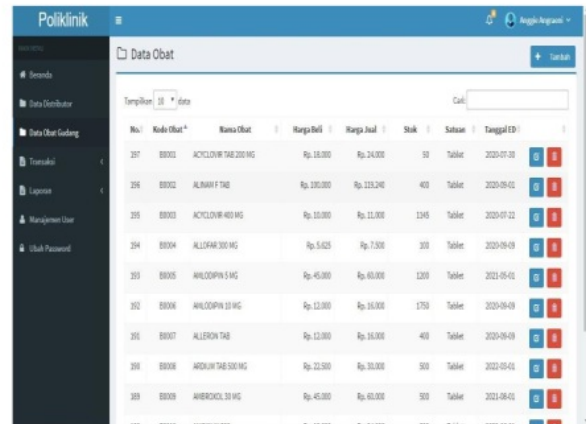 Poliklinik
Anggie Angraeni
Data Obat
+ Tambah
MAIN MENU
Beranda
Data Distributor
Data Obat Gudang
Transaksi
Laporan
Manajemen User
Ubah Password
Tampilkan 10 data
Cari:
No. Kode Obat Nama Obat Harga Beli Harga Jual Stok Satuan Tanggal ED
197 B0001 ACYCLOVIR TAB 200 MG Rp. 18.000 Rp. 24.000 50 Tablet 2020-07-30
196 B0002 ALINAM F TAB Rp. 100.000 Rp. 119,240 400 Tablet 2020-09-01
195 B0003 ACYCLOVIR 400 MG Rp. 10.000 Rp. 11,000 1145 Tablet 2020-07-22
194 B0004 ALLOFAR 300 MG Rp. 5.625 Rp. 7.500 100 Tablet 2020-09-09
193 B0005 AMLODIPIN 5 MG Rp. 45.000 Rp. 60.000 1200 Tablet 2021-05-01
192 B0006 AMLODIPIN 10 MG Rp. 12.000 Rp. 16.000 1750 Tablet 2020-09-09
191 B0007 ALLERON TAB Rp. 12.000 Rp. 16.000 400 Tablet 2020-09-09
190 B0008 ARDIUM TAB 500 MG Rp. 22.500 Rp. 30.000 500 Tablet 2022-03-01
189 B0009 AMBROXOL 30 MG Rp. 45.000 Rp. 60.000 500 Tablet 2021-08-01